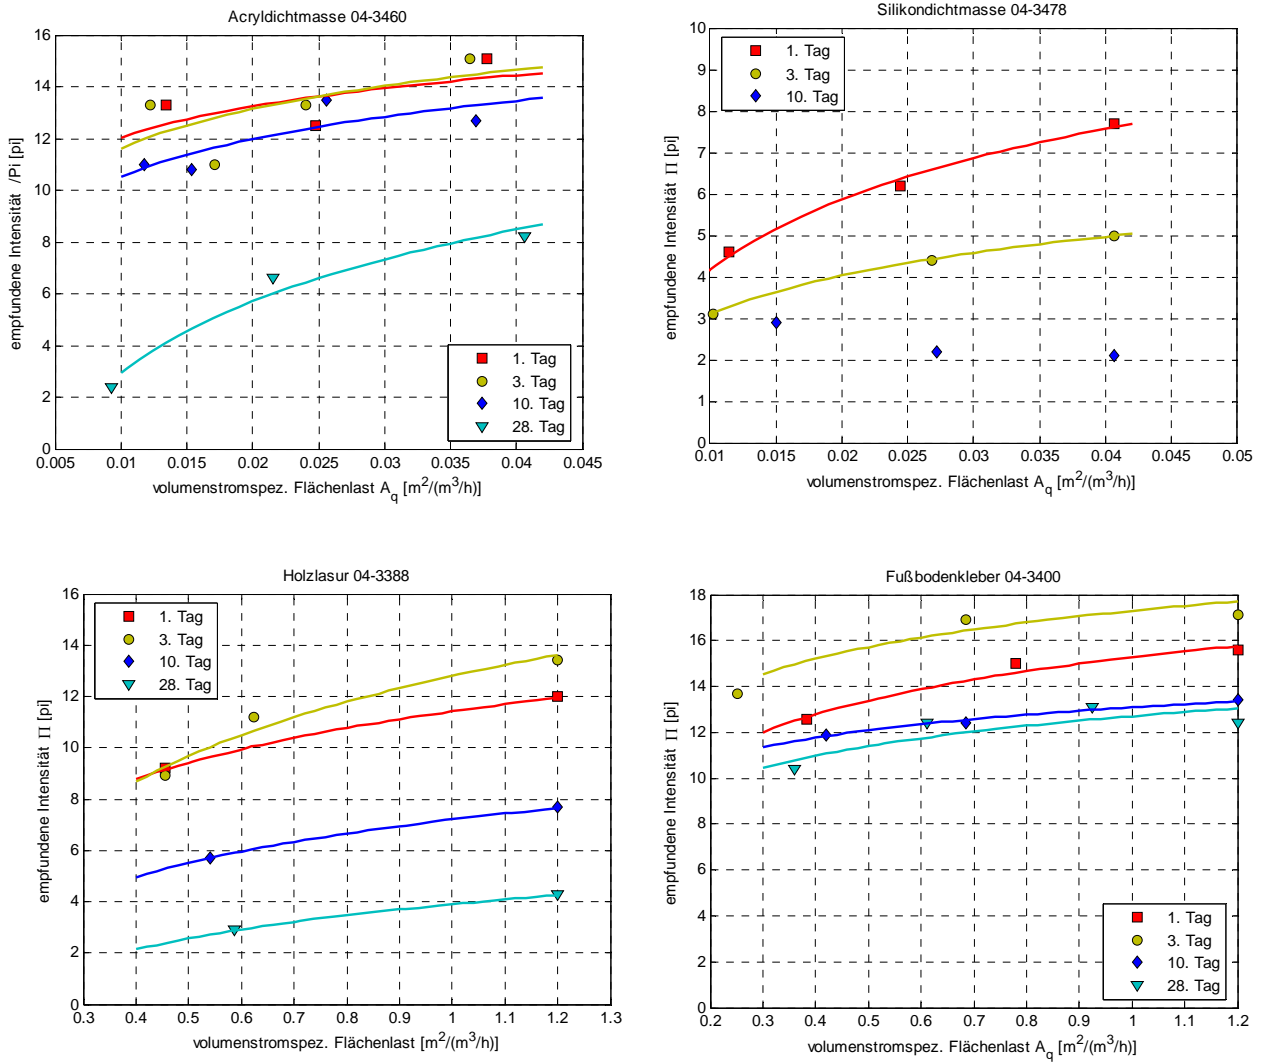 Acryldichtmasse 04-3460
16
14
12
10
8
6
4
2
0
empfundene Intensität /Pi [pi]
1. Tag
3. Tag
10. Tag
28. Tag
0.005 0.01 0.015 0.02 0.025 0.03 0.035 0.04 0.045
volumenstromspez. Flächenlast A_q [m²/(m³/h)]
Silikondichtmasse 04-3478
10
9
8
7
6
5
4
3
2
1
0
empfundene Intensität Π [pi]
1. Tag
3. Tag
10. Tag
0.01 0.015 0.02 0.025 0.03 0.035 0.04 0.045 0.05
volumenstromspez. Flächenlast A_q [m²/(m³/h)]
Holzlasur 04-3388
16
14
12
10
8
6
4
2
0
empfundene Intensität Π [pi]
1. Tag
3. Tag
10. Tag
28. Tag
0.3 0.4 0.5 0.6 0.7 0.8 0.9 1 1.1 1.2 1.3
volumenstromspez. Flächenlast [m²/(m³/h)]
Fußbodenkleber 04-3400
18
16
14
12
10
8
6
4
2
0
empfundene Intensität Π [pi]
1. Tag
3. Tag
10. Tag
28. Tag
0.2 0.3 0.4 0.5 0.6 0.7 0.8 0.9 1 1.1 1.2
volumenstromspez. Flächenlast A_q [m²/(m³/h)]